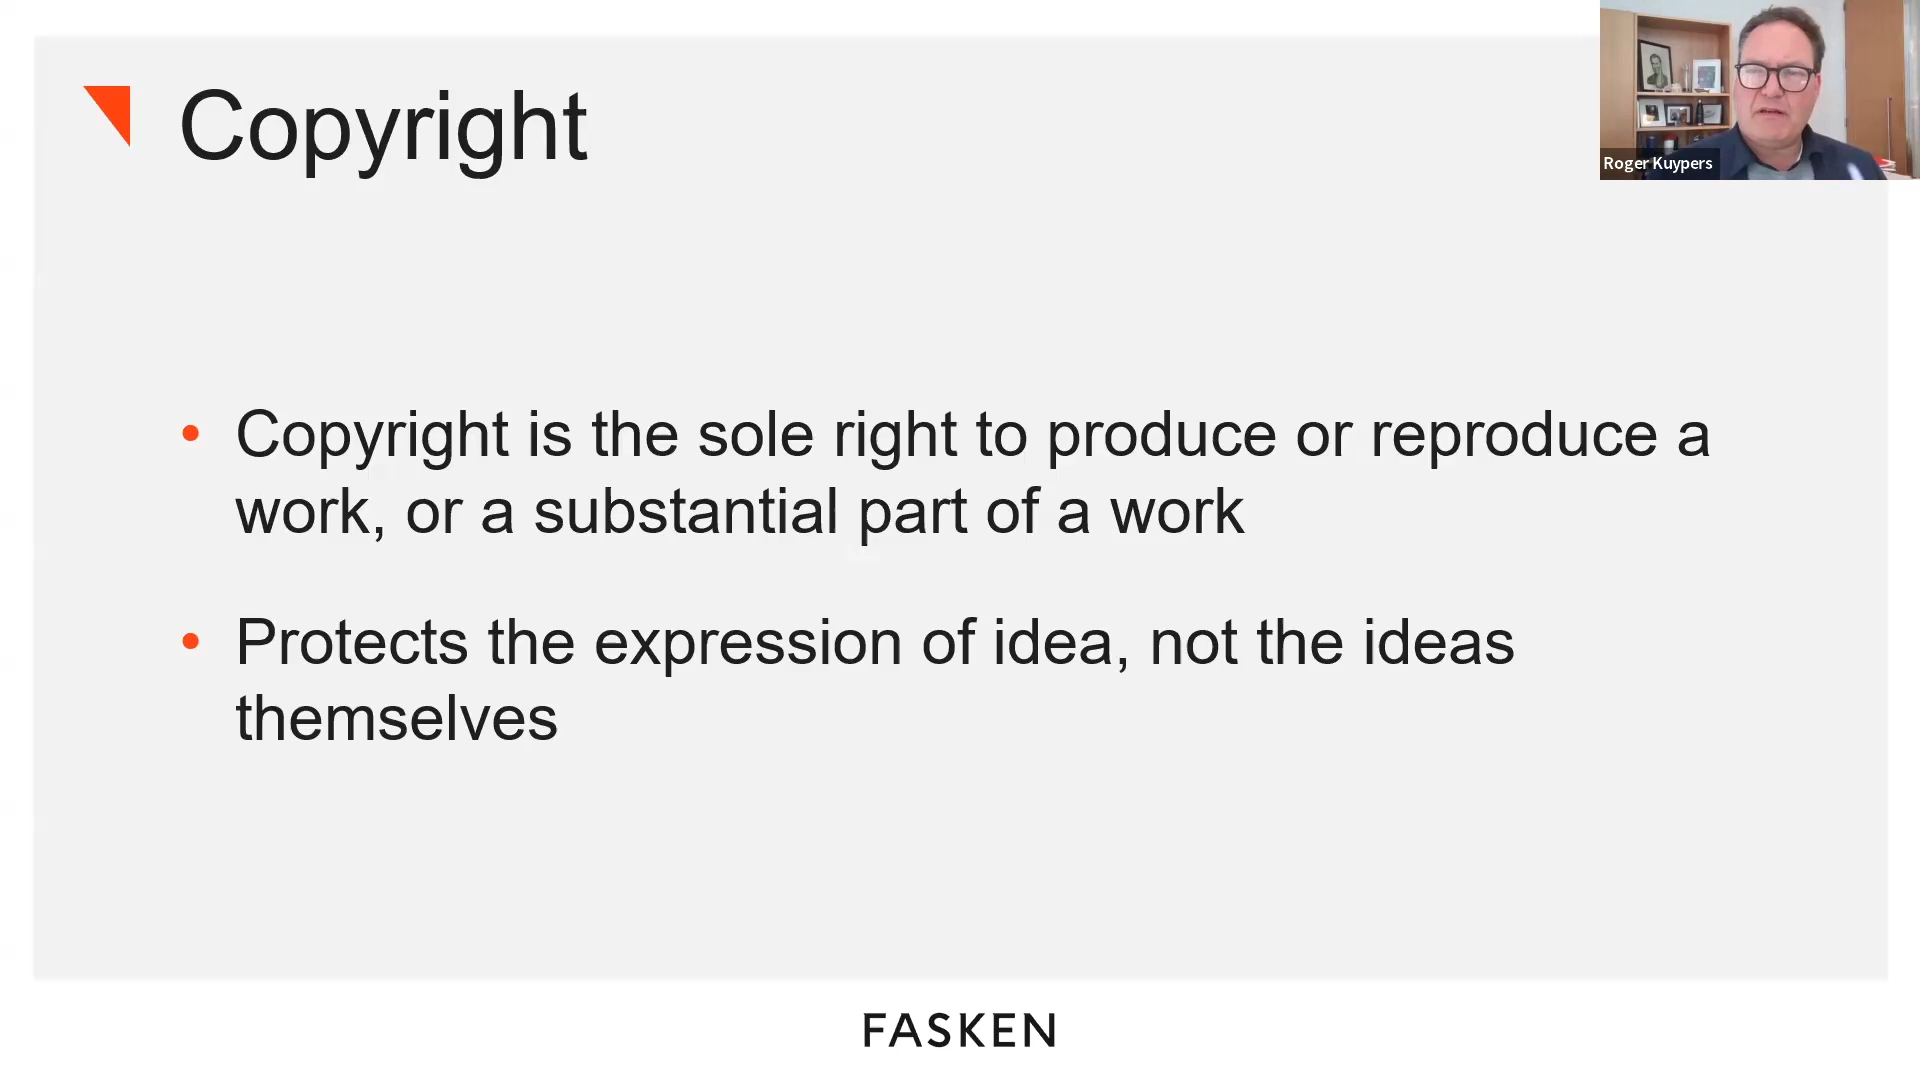 Copyright
Roger Kuypers
• Copyright is the sole right to produce or reproduce a
work, or a substantial part of a work
• Protects the expression of idea, not the ideas
themselves
FASKEN